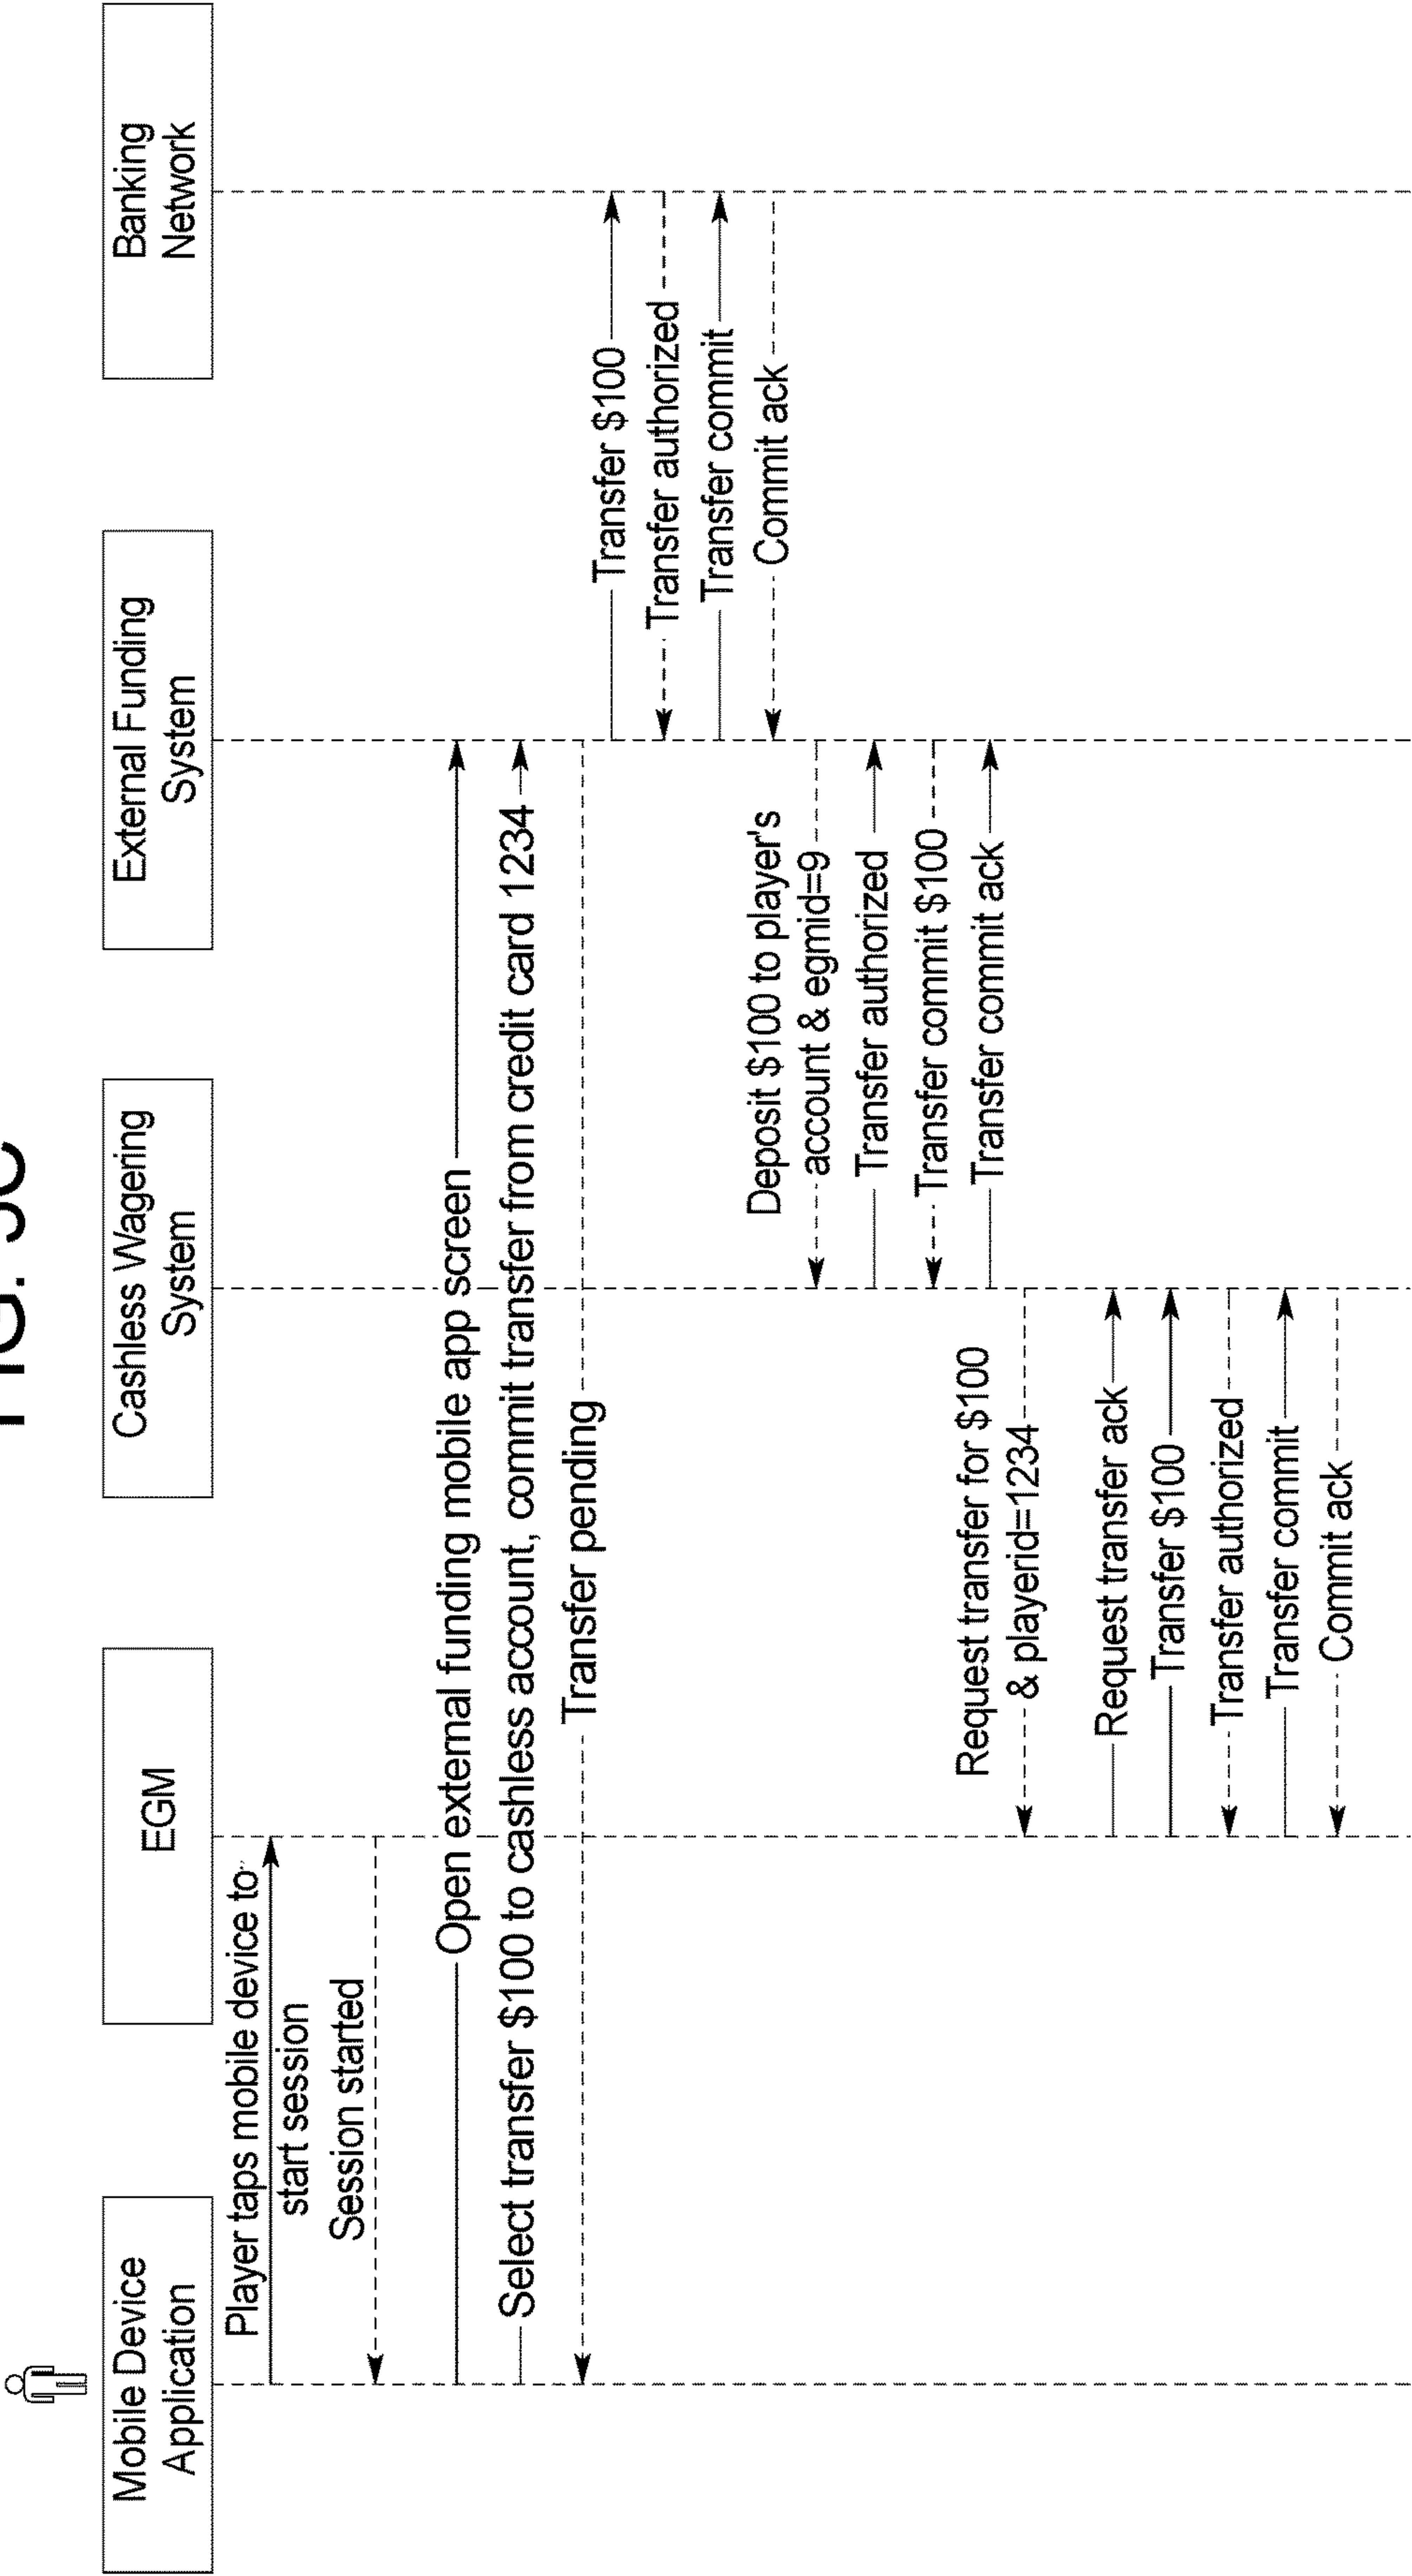 Mobile Device
Application
EGM
Cashless Wagering
System
External Funding
System
Banking
Network
Player taps mobile device to
start session
Session started
Open external funding mobile app screen
Select transfer $100 to cashless account, commit transfer from credit card 1234
Transfer pending
Transfer $100
Transfer authorized
Transfer commit
Commit ack
Deposit $100 to player's
account & egmid=9
Transfer authorized
Transfer commit $100
Transfer commit ack
Request transfer for $100
& playerid=1234
Request transfer ack
Transfer $100
Transfer authorized
Transfer commit
Commit ack